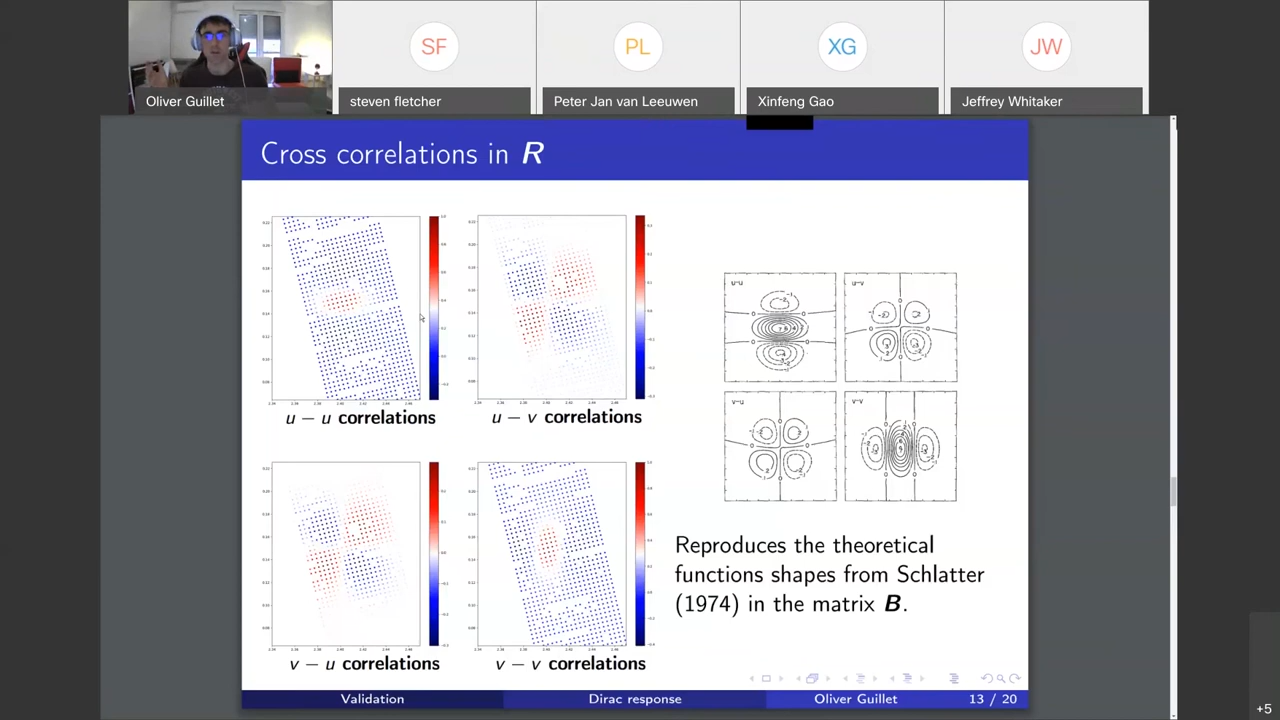 SF
PL
XG
JW
Oliver Guillet
steven fletcher
Peter Jan van Leeuwen
Xinfeng Gao
Jeffrey Whitaker
Cross correlations in R
u – u correlations
u – v correlations
v – u correlations
v – v correlations
u-u
u-v
v-u
v-v
Reproduces the theoretical
functions shapes from Schlatter
(1974) in the matrix B.
Validation
Dirac response
Oliver Guillet
13 / 20
+5